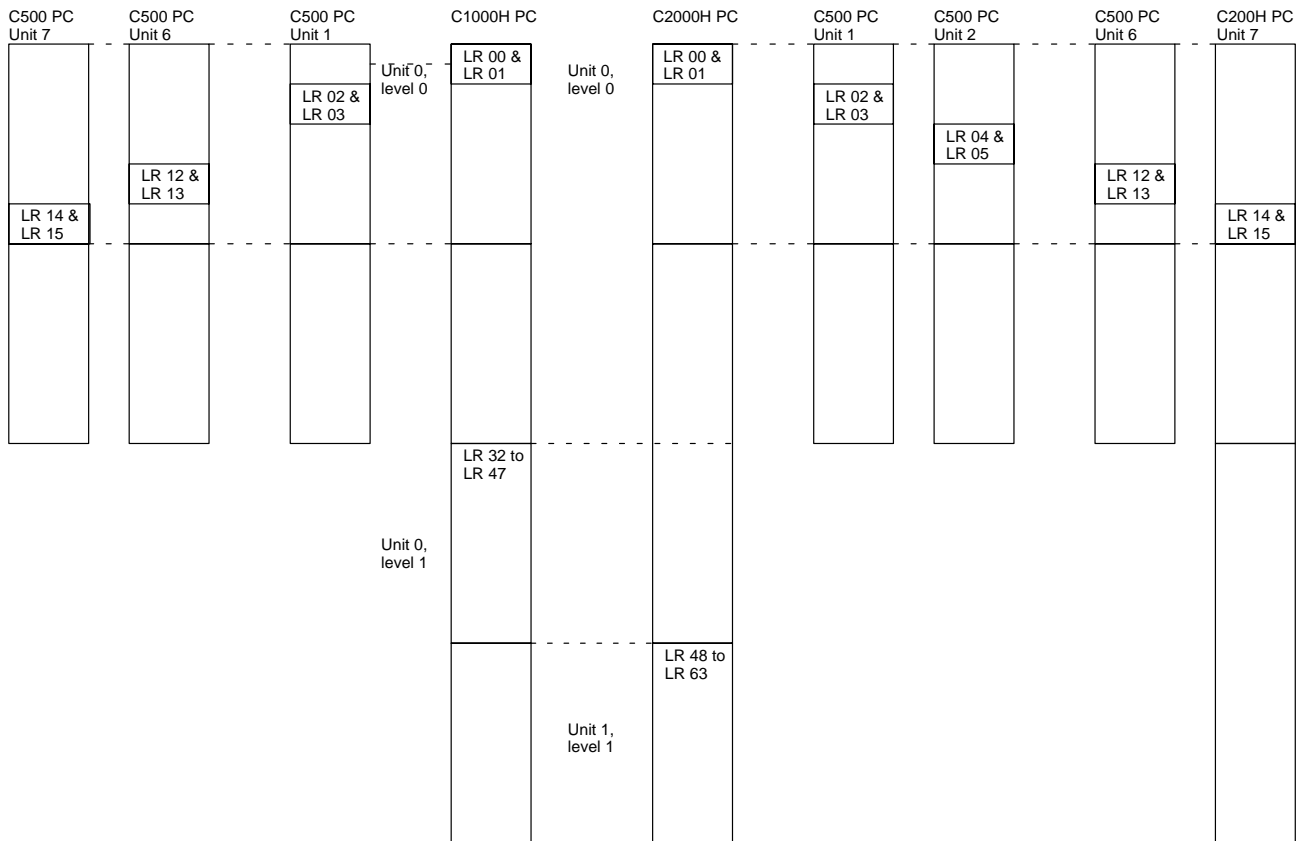 C500 PC
Unit 7
C500 PC
Unit 6
C500 PC
Unit 1
C1000H PC
C2000H PC
C500 PC
Unit 1
C500 PC
Unit 2
C500 PC
Unit 6
C200H PC
Unit 7
Unit 0,
level 0
LR 00 &
LR 01
Unit 0,
level 0
LR 00 &
LR 01
LR 02 &
LR 03
LR 02 &
LR 03
LR 04 &
LR 05
LR 12 &
LR 13
LR 12 &
LR 13
LR 14 &
LR 15
LR 14 &
LR 15
LR 32 to
LR 47
Unit 0,
level 1
LR 48 to
LR 63
Unit 1,
level 1